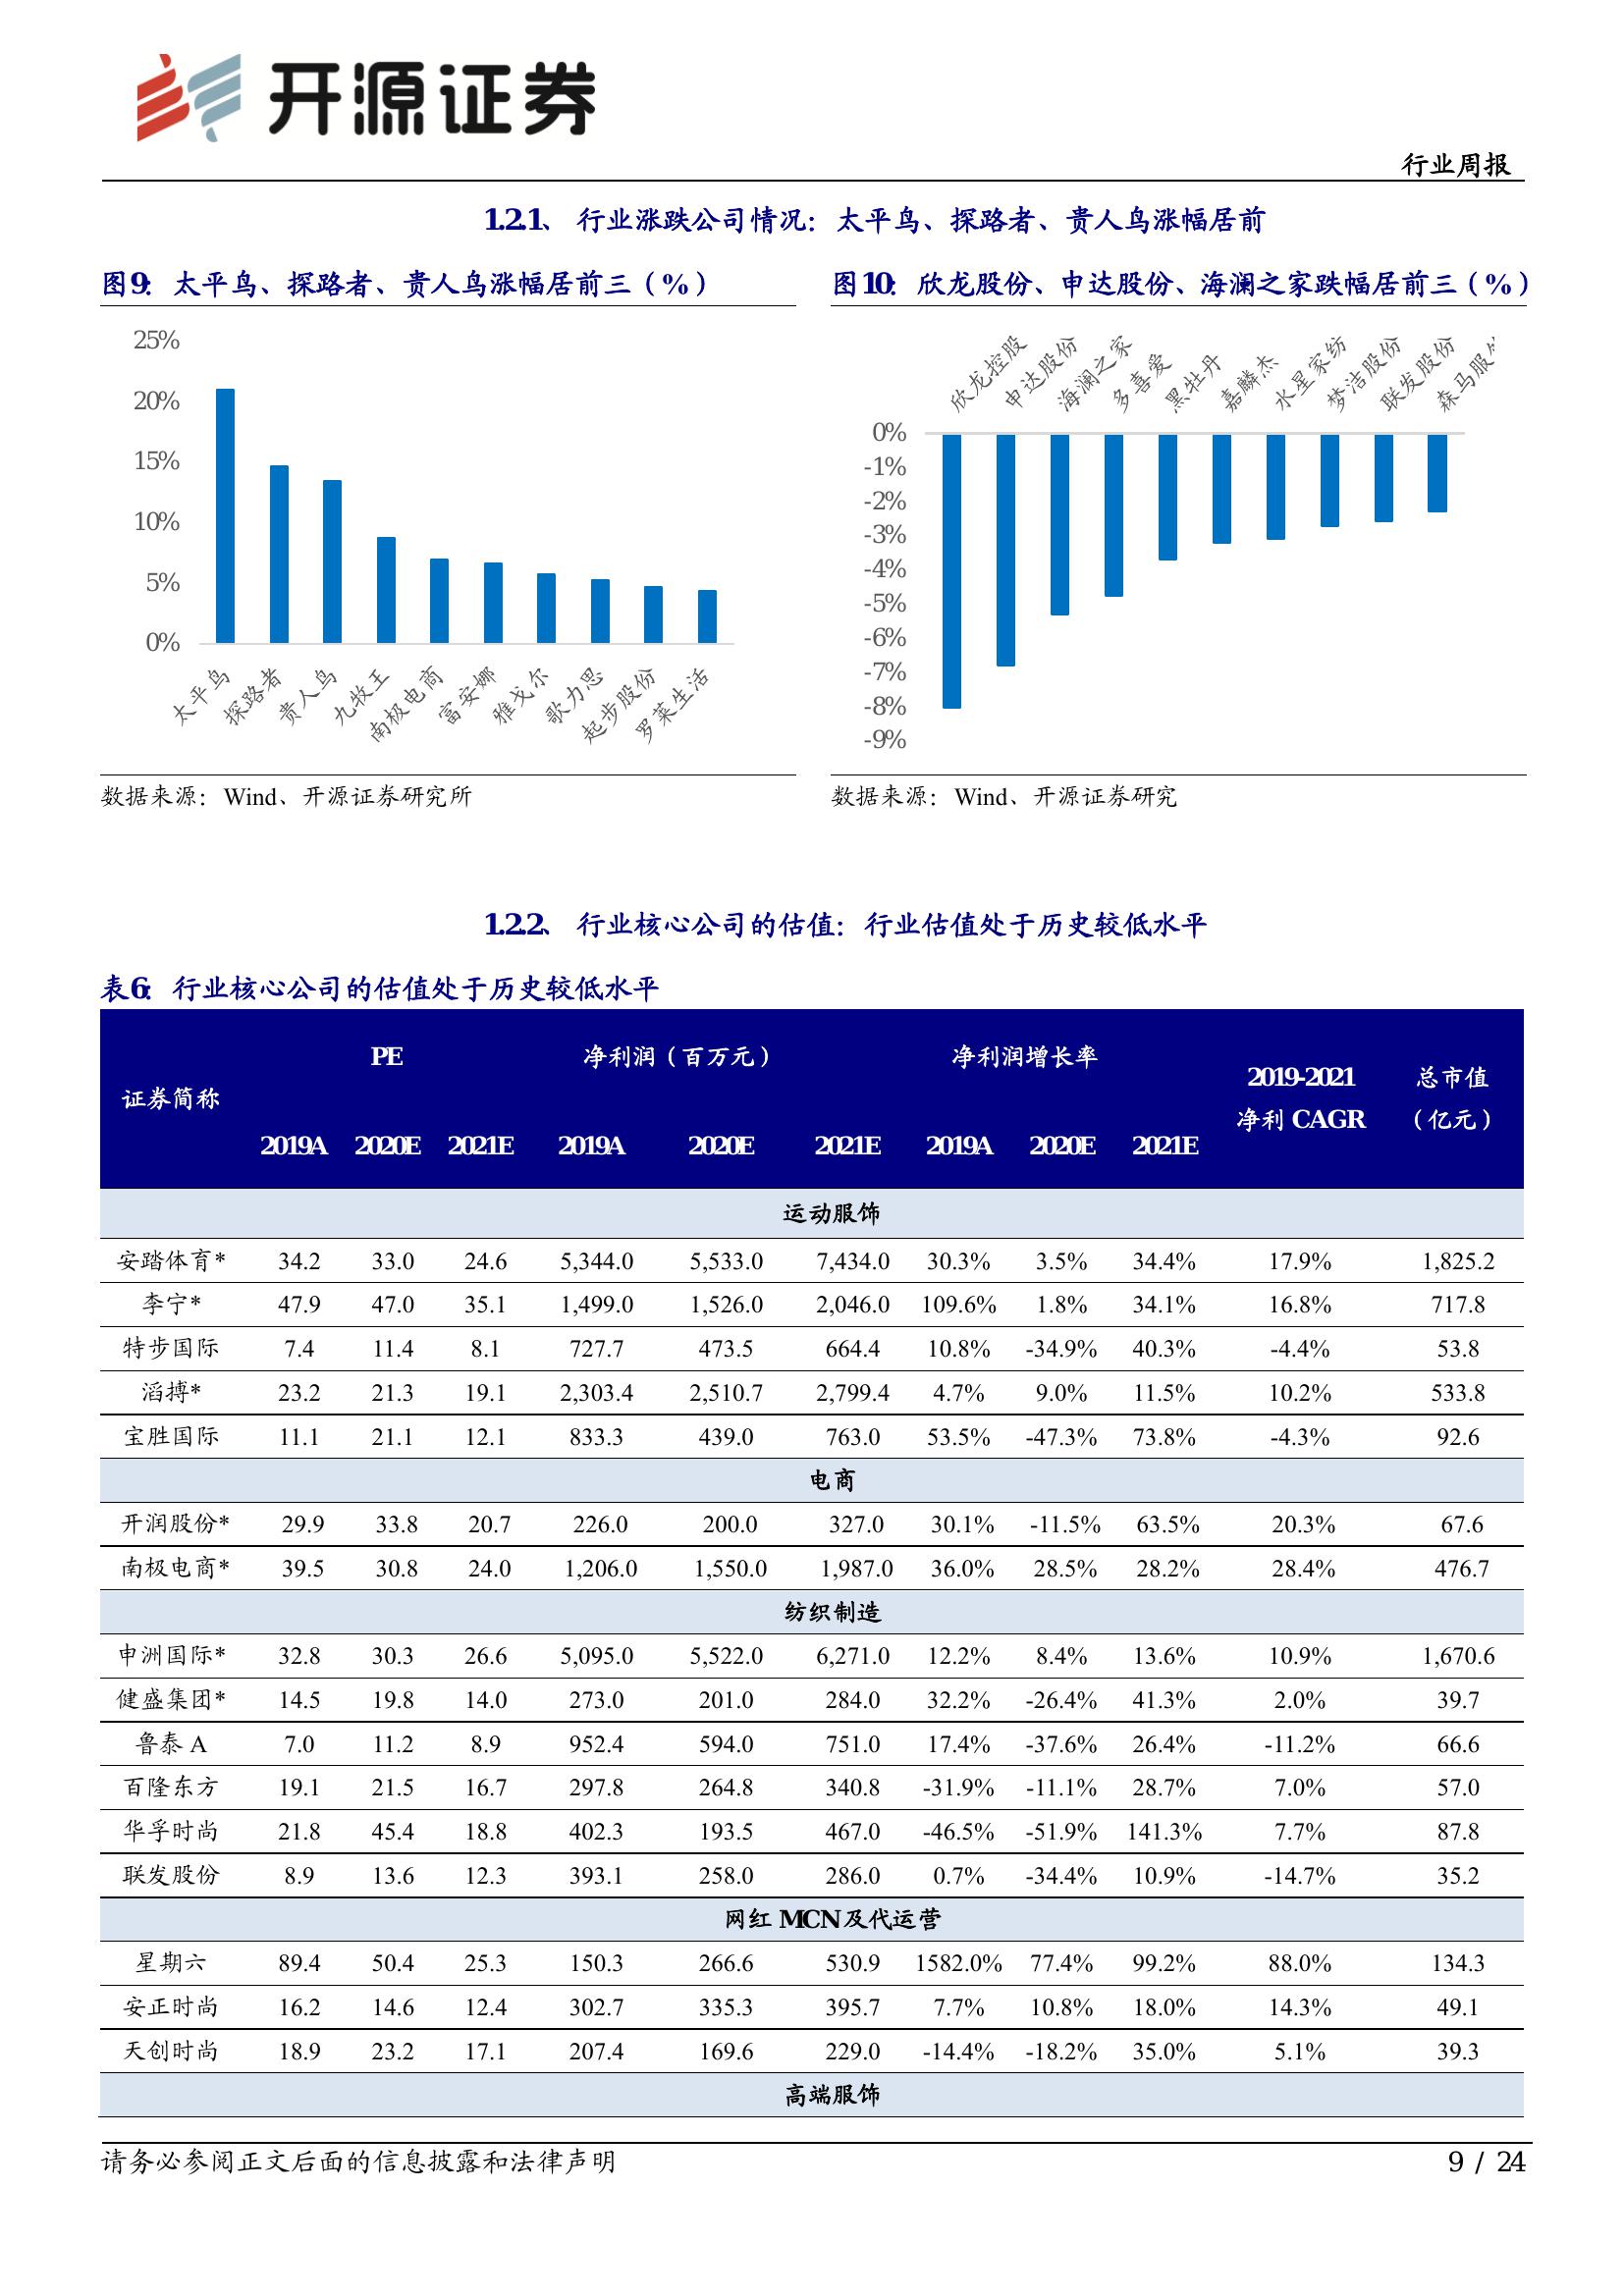 开源证券
行业周报
1.2.1、 行业涨跌公司情况：太平鸟、探路者、贵人鸟涨幅居前
图9： 太平鸟、探路者、贵人鸟涨幅居前三（%）
25%
20%
15%
10%
5%
0%
太平鸟 探路者 贵人鸟 九牧王 南极电商 富安娜 雅戈尔 歌力思 起步股份 罗莱生活
数据来源：Wind、开源证券研究所
图10： 欣龙股份、申达股份、海澜之家跌幅居前三（%）
欣龙控股 申达股份 海澜之家 多喜爱 黑牡丹 嘉麟杰 水星家纺 梦洁股份 联发股份 森马服
0%
-1%
-2%
-3%
-4%
-5%
-6%
-7%
-8%
-9%
数据来源：Wind、开源证券研究
1.2.2、 行业核心公司的估值：行业估值处于历史较低水平
表6： 行业核心公司的估值处于历史较低水平
证券简称 PE 净利润（百万元） 净利润增长率 2019-2021 净利 CAGR 总市值（亿元）
2019A 2020E 2021E 2019A 2020E 2021E 2019A 2020E 2021E
运动服饰
安踏体育* 34.2 33.0 24.6 5,344.0 5,533.0 7,434.0 30.3% 3.5% 34.4% 17.9% 1,825.2
李宁* 47.9 47.0 35.1 1,499.0 1,526.0 2,046.0 109.6% 1.8% 34.1% 16.8% 717.8
特步国际 7.4 11.4 8.1 727.7 473.5 664.4 10.8% -34.9% 40.3% -4.4% 53.8
滔搏* 23.2 21.3 19.1 2,303.4 2,510.7 2,799.4 4.7% 9.0% 11.5% 10.2% 533.8
宝胜国际 11.1 21.1 12.1 833.3 439.0 763.0 53.5% -47.3% 73.8% -4.3% 92.6
电商
开润股份* 29.9 33.8 20.7 226.0 200.0 327.0 30.1% -11.5% 63.5% 20.3% 67.6
南极电商* 39.5 30.8 24.0 1,206.0 1,550.0 1,987.0 36.0% 28.5% 28.2% 28.4% 476.7
纺织制造
申洲国际* 32.8 30.3 26.6 5,095.0 5,522.0 6,271.0 12.2% 8.4% 13.6% 10.9% 1,670.6
健盛集团* 14.5 19.8 14.0 273.0 201.0 284.0 32.2% -26.4% 41.3% 2.0% 39.7
鲁泰 A 7.0 11.2 8.9 952.4 594.0 751.0 17.4% -37.6% 26.4% -11.2% 66.6
百隆东方 19.1 21.5 16.7 297.8 264.8 340.8 -31.9% -11.1% 28.7% 7.0% 57.0
华孚时尚 21.8 45.4 18.8 402.3 193.5 467.0 -46.5% -51.9% 141.3% 7.7% 87.8
联发股份 8.9 13.6 12.3 393.1 258.0 286.0 0.7% -34.4% 10.9% -14.7% 35.2
网红 MCN 及代运营
星期六 89.4 50.4 25.3 150.3 266.6 530.9 1582.0% 77.4% 99.2% 88.0% 134.3
安正时尚 16.2 14.6 12.4 302.7 335.3 395.7 7.7% 10.8% 18.0% 14.3% 49.1
天创时尚 18.9 23.2 17.1 207.4 169.6 229.0 -14.4% -18.2% 35.0% 5.1% 39.3
高端服饰
请务必参阅正文后面的信息披露和法律声明
9 / 24